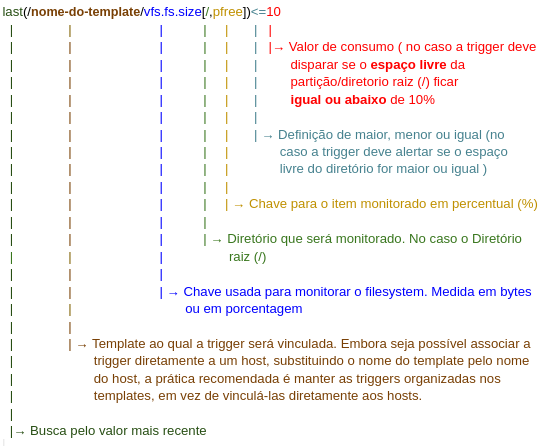 last(/nome-do-template/vfs.fs.size[/,pfree])<=10
→ Valor de consumo ( no caso a trigger deve
disparar se o espaço livre da
partição/diretorio raiz (/) ficar
igual ou abaixo de 10%
→ Definição de maior, menor ou igual (no
caso a trigger deve alertar se o espaço
livre do diretório for maior ou igual )
→ Chave para o item monitorado em percentual (%)
→ Diretório que será monitorado. No caso o Diretório
raiz (/)
→ Chave usada para monitorar o filesystem. Medida em bytes
ou em porcentagem
→ Template ao qual a trigger será vinculada. Embora seja possível associar a
trigger diretamente a um host, substituindo o nome do template pelo nome
do host, a prática recomendada é manter as triggers organizadas nos
templates, em vez de vinculá-las diretamente aos hosts.
→ Busca pelo valor mais recente